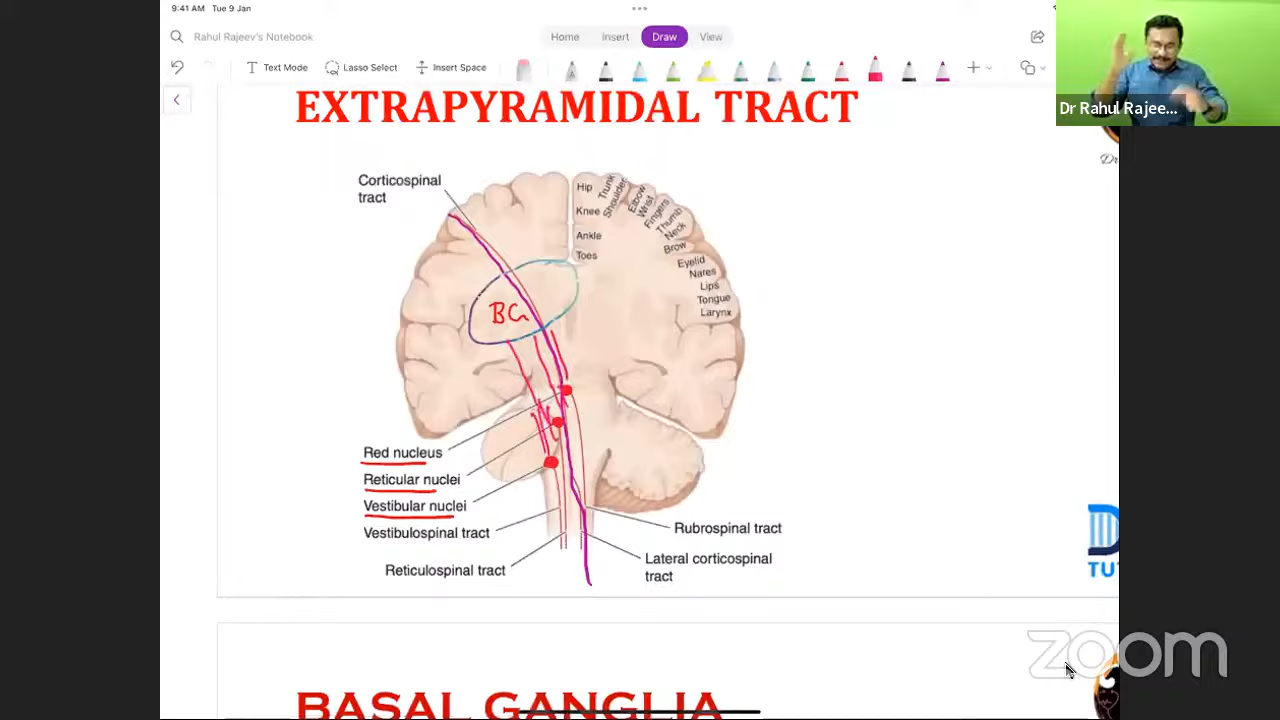 9:41 AM Tue 9 Jan
Rahul Rajeev's Notebook
Home Insert Draw View
Text Mode Lasso Select Insert Space
Dr Rahul Rajee...
EXTRAPYRAMIDAL TRACT
Dr
Corticospinal
tract
Hip
Trunk
Shoulder
Elbow
Wrist
Fingers
Thumb
Neck
Brow
Knee
Ankle
Toes
Eyelid
Nares
Lips
Tongue
Larynx
BG
Red nucleus
Reticular nuclei
Vestibular nuclei
Vestibulospinal tract
Reticulospinal tract
Rubrospinal tract
Lateral corticospinal
tract
TU
zoom
BASAL GANGLIA